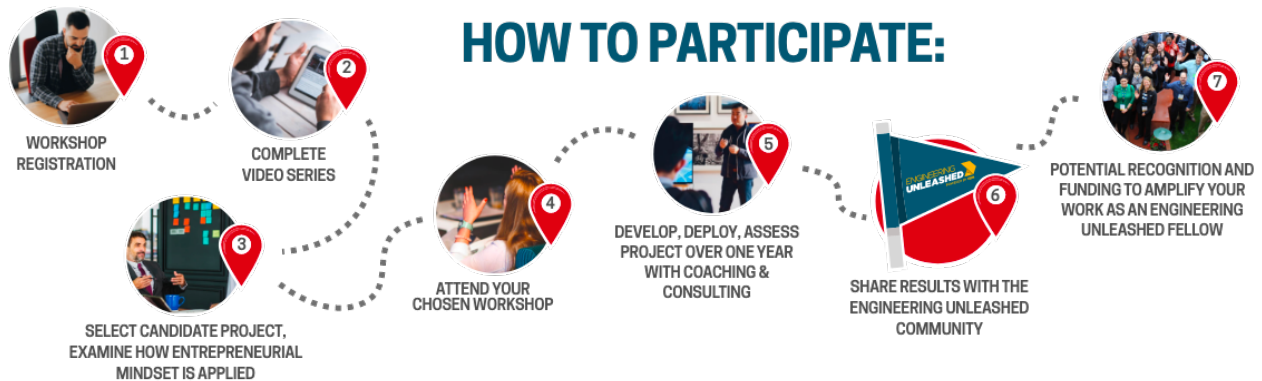 HOW TO PARTICIPATE:
1
WORKSHOP
REGISTRATION
2
COMPLETE
VIDEO SERIES
3
SELECT CANDIDATE PROJECT,
EXAMINE HOW ENTREPRENEURIAL
MINDSET IS APPLIED
4
ATTEND YOUR
CHOSEN WORKSHOP
5
DEVELOP, DEPLOY, ASSESS
PROJECT OVER ONE YEAR
WITH COACHING &
CONSULTING
ENGINEERING
UNLEASHED
6
SHARE RESULTS WITH THE
ENGINEERING UNLEASHED
COMMUNITY
7
POTENTIAL RECOGNITION AND
FUNDING TO AMPLIFY YOUR
WORK AS AN ENGINEERING
UNLEASHED FELLOW